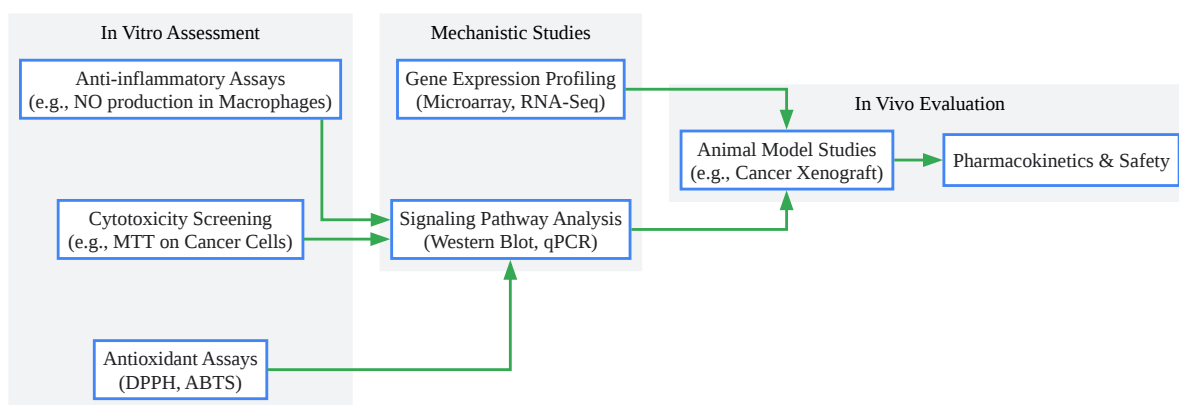 In Vitro Assessment
Anti-inflammatory Assays
(e.g., NO production in Macrophages)
Cytotoxicity Screening
(e.g., MTT on Cancer Cells)
Antioxidant Assays
(DPPH, ABTS)
Mechanistic Studies
Gene Expression Profiling
(Microarray, RNA-Seq)
Signaling Pathway Analysis
(Western Blot, qPCR)
In Vivo Evaluation
Animal Model Studies
(e.g., Cancer Xenograft)
Pharmacokinetics & Safety